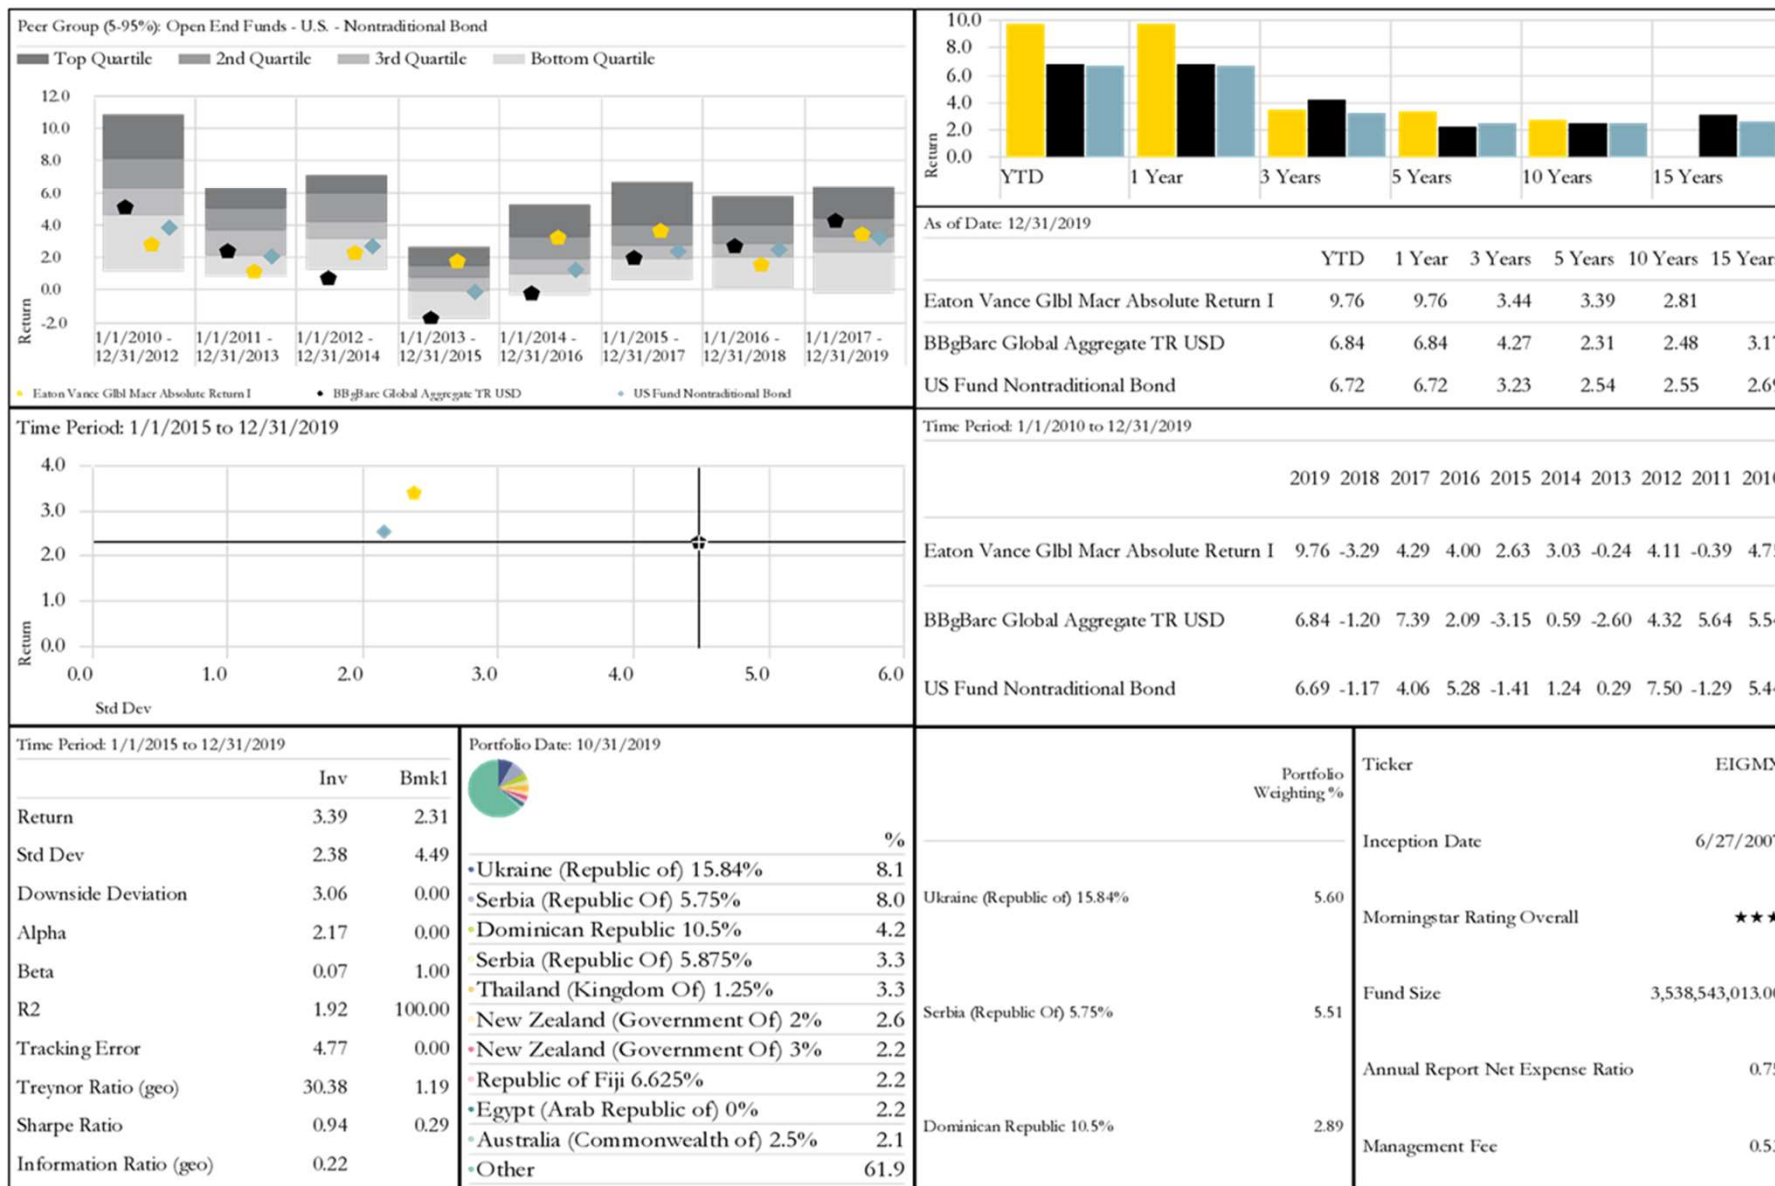 Peer Group (5-95%): Open End Funds - U.S. - Nontraditional Bond
Top Quartile 2nd Quartile 3rd Quartile Bottom Quartile
12.0
10.0
8.0
6.0
4.0
2.0
0.0
-2.0
Return
1/1/2010 - 1/1/2011 - 1/1/2012 - 1/1/2013 - 1/1/2014 - 1/1/2015 - 1/1/2016 - 1/1/2017 -
12/31/2012 12/31/2013 12/31/2014 12/31/2015 12/31/2016 12/31/2017 12/31/2018 12/31/2019
Eaton Vance Glbl Macr Absolute Return I BBgBarc Global Aggregate TR USD US Fund Nontraditional Bond
10.0
8.0
6.0
4.0
2.0
0.0
Return
YTD 1 Year 3 Years 5 Years 10 Years 15 Years
As of Date: 12/31/2019
YTD 1 Year 3 Years 5 Years 10 Years 15 Years
Eaton Vance Glbl Macr Absolute Return I 9.76 9.76 3.44 3.39 2.81
BBgBarc Global Aggregate TR USD 6.84 6.84 4.27 2.31 2.48 3.17
US Fund Nontraditional Bond 6.72 6.72 3.23 2.54 2.55 2.69
Time Period: 1/1/2015 to 12/31/2019
4.0
3.0
2.0
1.0
0.0
Return
0.0 1.0 2.0 3.0 4.0 5.0 6.0
Std Dev
Time Period: 1/1/2010 to 12/31/2019
2019 2018 2017 2016 2015 2014 2013 2012 2011 2010
Eaton Vance Glbl Macr Absolute Return I 9.76 -3.29 4.29 4.00 2.63 3.03 -0.24 4.11 -0.39
BBgBarc Global Aggregate TR USD 6.84 -1.20 7.39 2.09 -3.15 0.59 -2.60 4.32 5.64 5.54
US Fund Nontraditional Bond 6.69 -1.17 4.06 5.28 -1.41 1.24 0.29 7.50 -1.29 5.44
Time Period: 1/1/2015 to 12/31/2019
Inv Bmk1
Return 3.39 2.31
Std Dev 2.38 4.49
Downside Deviation 3.06 0.00
Alpha 2.17 0.00
Beta 0.07 1.00
R2 1.92 100.00
Tracking Error 4.77 0.00
Treynor Ratio (geo) 30.38 1.19
Sharpe Ratio 0.94 0.29
Information Ratio (geo) 0.22
Portfolio Date: 10/31/2019
%
Ukraine (Republic of) 15.84% 8.1
Serbia (Republic Of) 5.75% 8.0
Dominican Republic 10.5% 4.2
Serbia (Republic Of) 5.875% 3.3
Thailand (Kingdom Of) 1.25% 3.3
New Zealand (Government Of) 2% 2.6
New Zealand (Government Of) 3% 2.2
Republic of Fiji 6.625% 2.2
Egypt (Arab Republic of) 0% 2.2
Australia (Commonwealth of) 2.5% 2.1
Other 61.9
Portfolio
Weighting %
Ukraine (Republic of) 15.84% 5.60
Serbia (Republic Of) 5.75% 5.51
Dominican Republic 10.5% 2.89
Ticker EIGMX
Inception Date 6/27/2007
Morningstar Rating Overall ★★★
Fund Size 3,538,543,013.00
Annual Report Net Expense Ratio
Management Fee